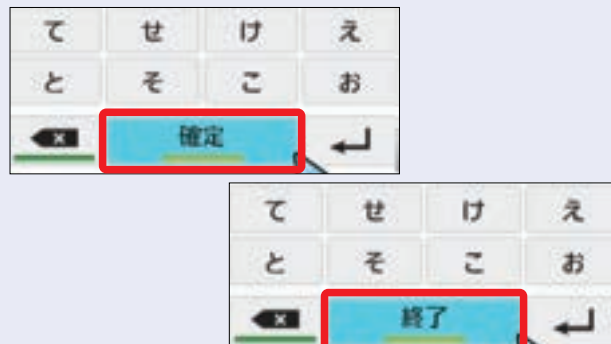 て せ け え
と そ こ お
確定
て せ け え
と そ こ お
終了